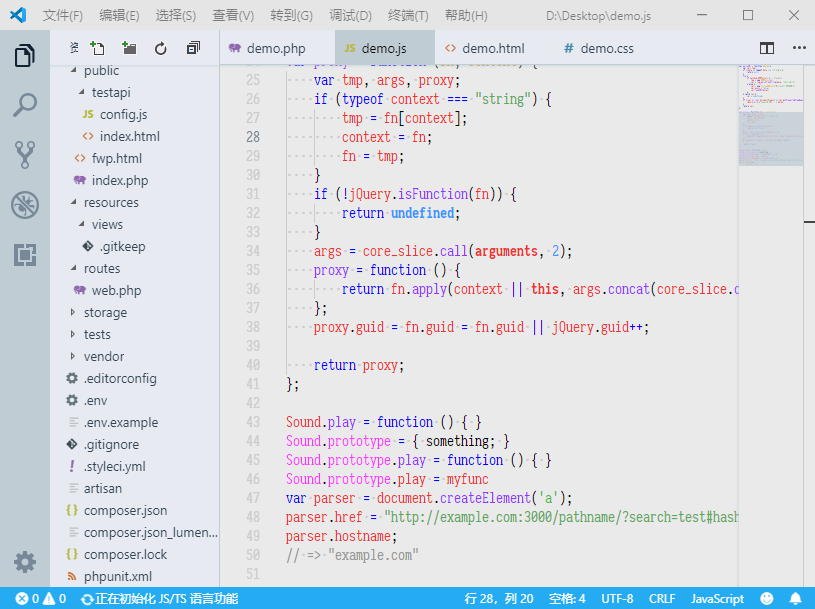 文件(F) 编辑(E) 选择(S) 查看(V) 转到(G) 调试(D) 终端(T) 帮助(H) D:\Desktop\demo.js
demo.php
JS demo.js
<> demo.html
# demo.css
public
testapi
JS config.js
<> index.html
<> fwp.html
index.php
resources
views
.gitkeep
routes
web.php
storage
tests
vendor
.editorconfig
.env
.env.example
.gitignore
! .styleci.yml
artisan
{} composer.json
composer.json_lumen...
{} composer.lock
phpunit.xml
25 var tmp, args, proxy;
26 if (typeof context === "string") {
27 tmp = fn[context];
28 context = fn;
29 fn = tmp;
30 }
31 if (!jQuery.isFunction(fn)) {
32 return undefined;
33 }
34 args = core_slice.call(arguments, 2);
35 proxy = function () {
36 return fn.apply(context || this, args.concat(core_slice.c
37 };
38 proxy.guid = fn.guid = fn.guid || jQuery.guid++;
39
40 return proxy;
41 };
42
43 Sound.play = function () { }
44 Sound.prototype = { something; }
45 Sound.prototype.play = function () { }
46 Sound.prototype.play = myfunc
47 var parser = document.createElement('a');
48 parser.href = "http://example.com:3000/pathname/?search=test#hash
49 parser.hostname;
50 // => "example.com"
51
0 0 正在初始化 JS/TS 语言功能 行 28，列 20 空格: 4 UTF-8 CRLF JavaScript